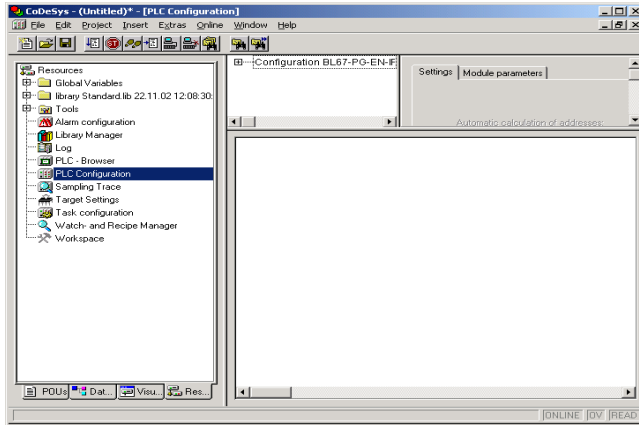 CoDeSys - (Untitled)* - [PLC Configuration]
File Edit Project Insert Extras Online Window Help
Resources
Global Variables
library Standard.lib 22.11.02 12:08:30:
Tools
Alarm configuration
Library Manager
Log
PLC - Browser
PLC Configuration
Sampling Trace
Target Settings
Task configuration
Watch- and Recipe Manager
Workspace
POUs Dat... Visu... Res...
Configuration BL67-PG-EN-IF
Settings Module parameters
Automatic calculation of addresses:
ONLINE OV READ